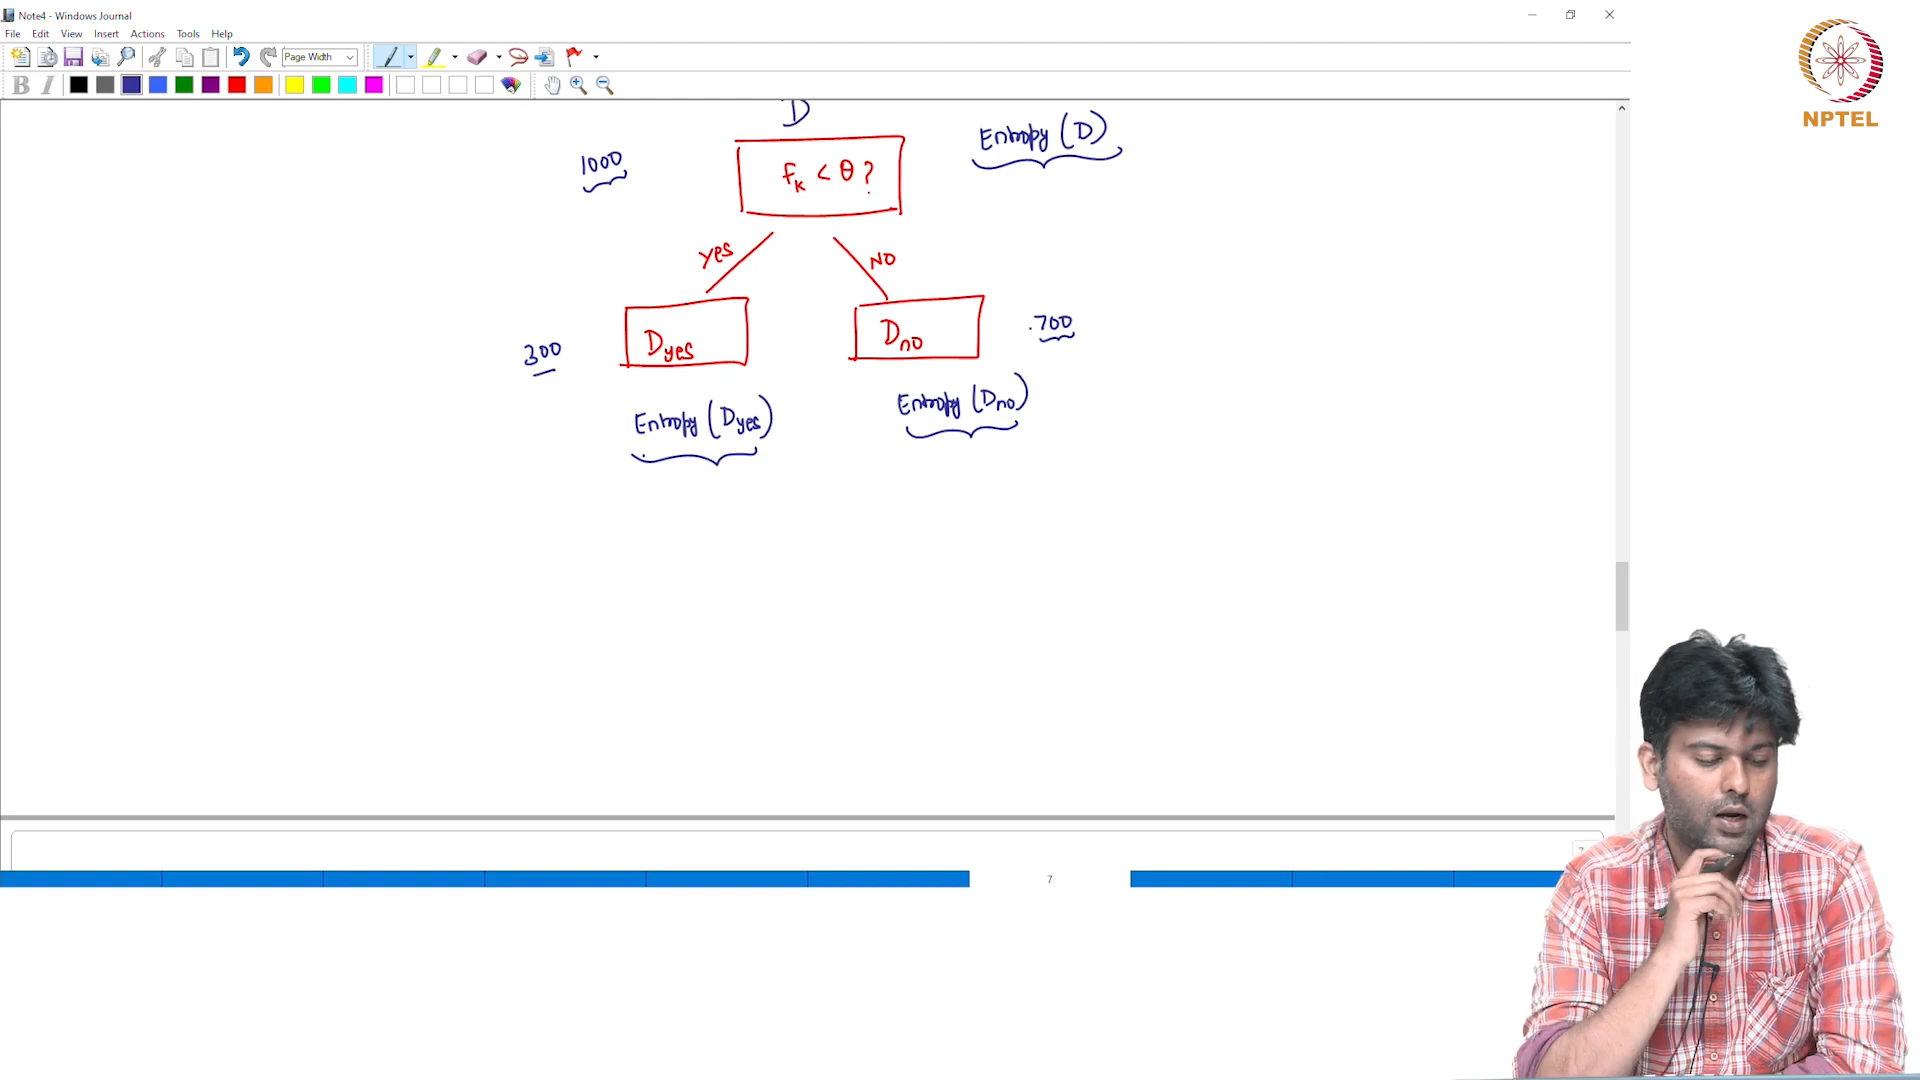 Note4 - Windows Journal
File Edit View Insert Actions Tools Help
Page Width
B I
NPTEL
D
Entropy (D)
1000
fk < θ ?
Yes
NO
Dyes
Dno
300
.700
Entropy (Dyes)
Entropy (Dno)
7